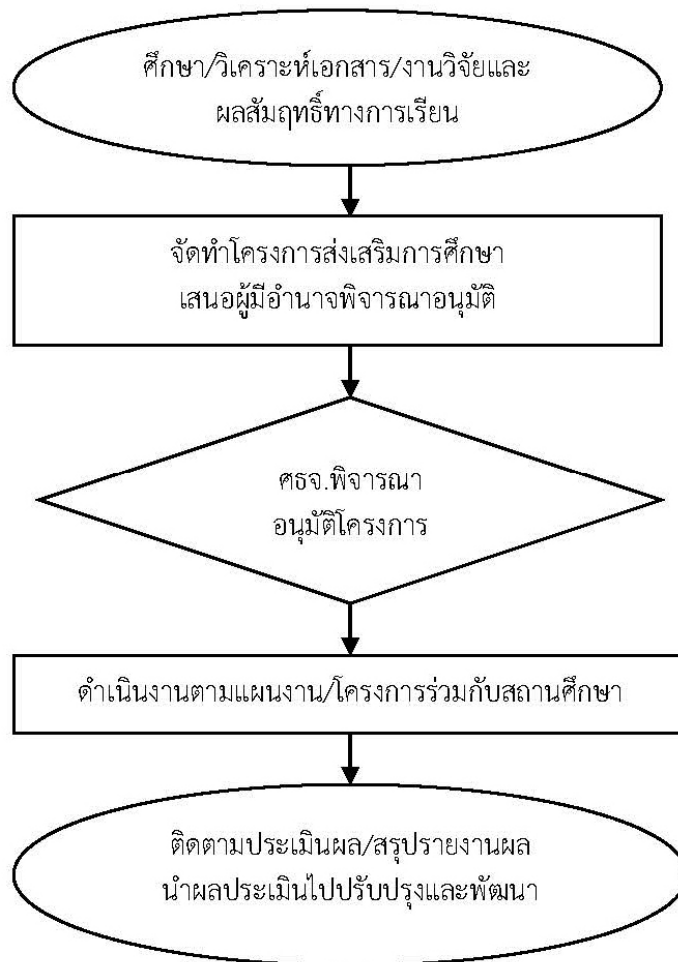 ศึกษา/วิเคราะห์เอกสาร/งานวิจัยและ
ผลสัมฤทธิ์ทางการเรียน
จัดทำโครงการส่งเสริมการศึกษา
เสนอผู้มีอำนาจพิจารณาอนุมัติ
ศธจ.พิจารณา
อนุมัติโครงการ
ดำเนินงานตามแผนงาน/โครงการร่วมกับสถานศึกษา
ติดตามประเมินผล/สรุปรายงานผล
นำผลประเมินไปปรับปรุงและพัฒนา